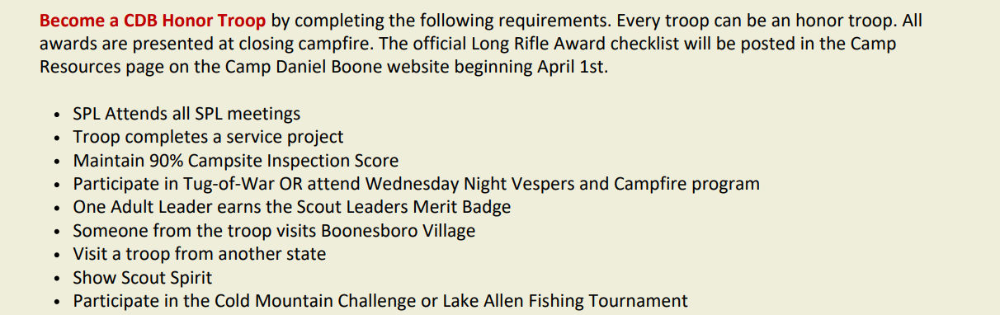 Become a CDB Honor Troop by completing the following requirements. Every troop can be an honor troop. All
awards are presented at closing campfire. The official Long Rifle Award checklist will be posted in the Camp
Resources page on the Camp Daniel Boone website beginning April 1st.
• SPL Attends all SPL meetings
• Troop completes a service project
• Maintain 90% Campsite Inspection Score
• Participate in Tug-of-War OR attend Wednesday Night Vespers and Campfire program
• One Adult Leader earns the Scout Leaders Merit Badge
• Someone from the troop visits Boonesboro Village
• Visit a troop from another state
• Show Scout Spirit
• Participate in the Cold Mountain Challenge or Lake Allen Fishing Tournament